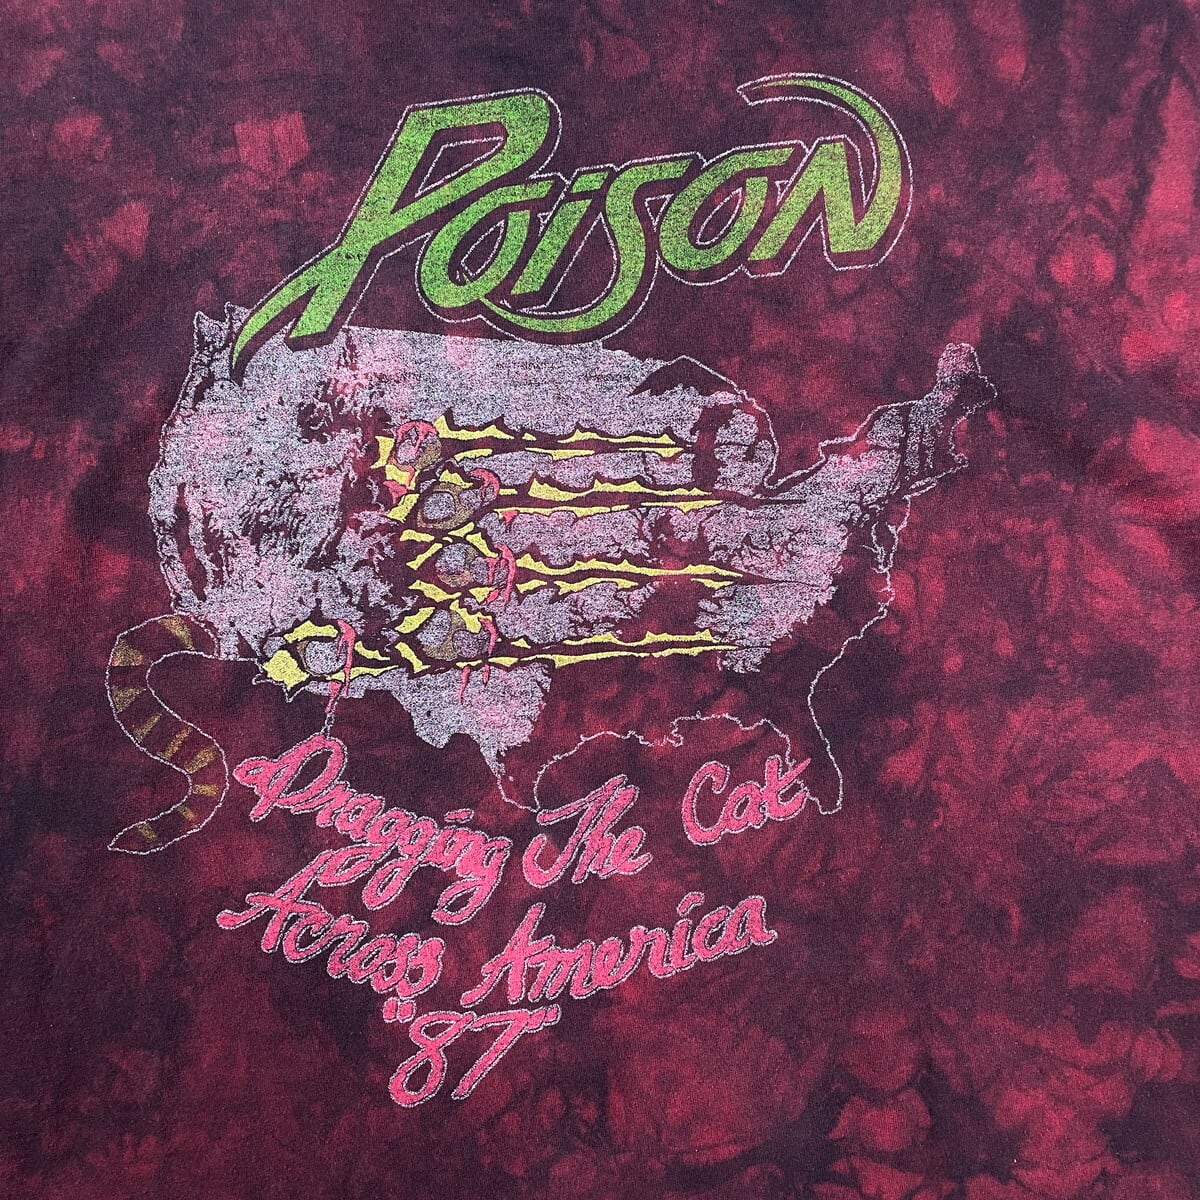 Poison
Dragging The Cat
Across America
"87"